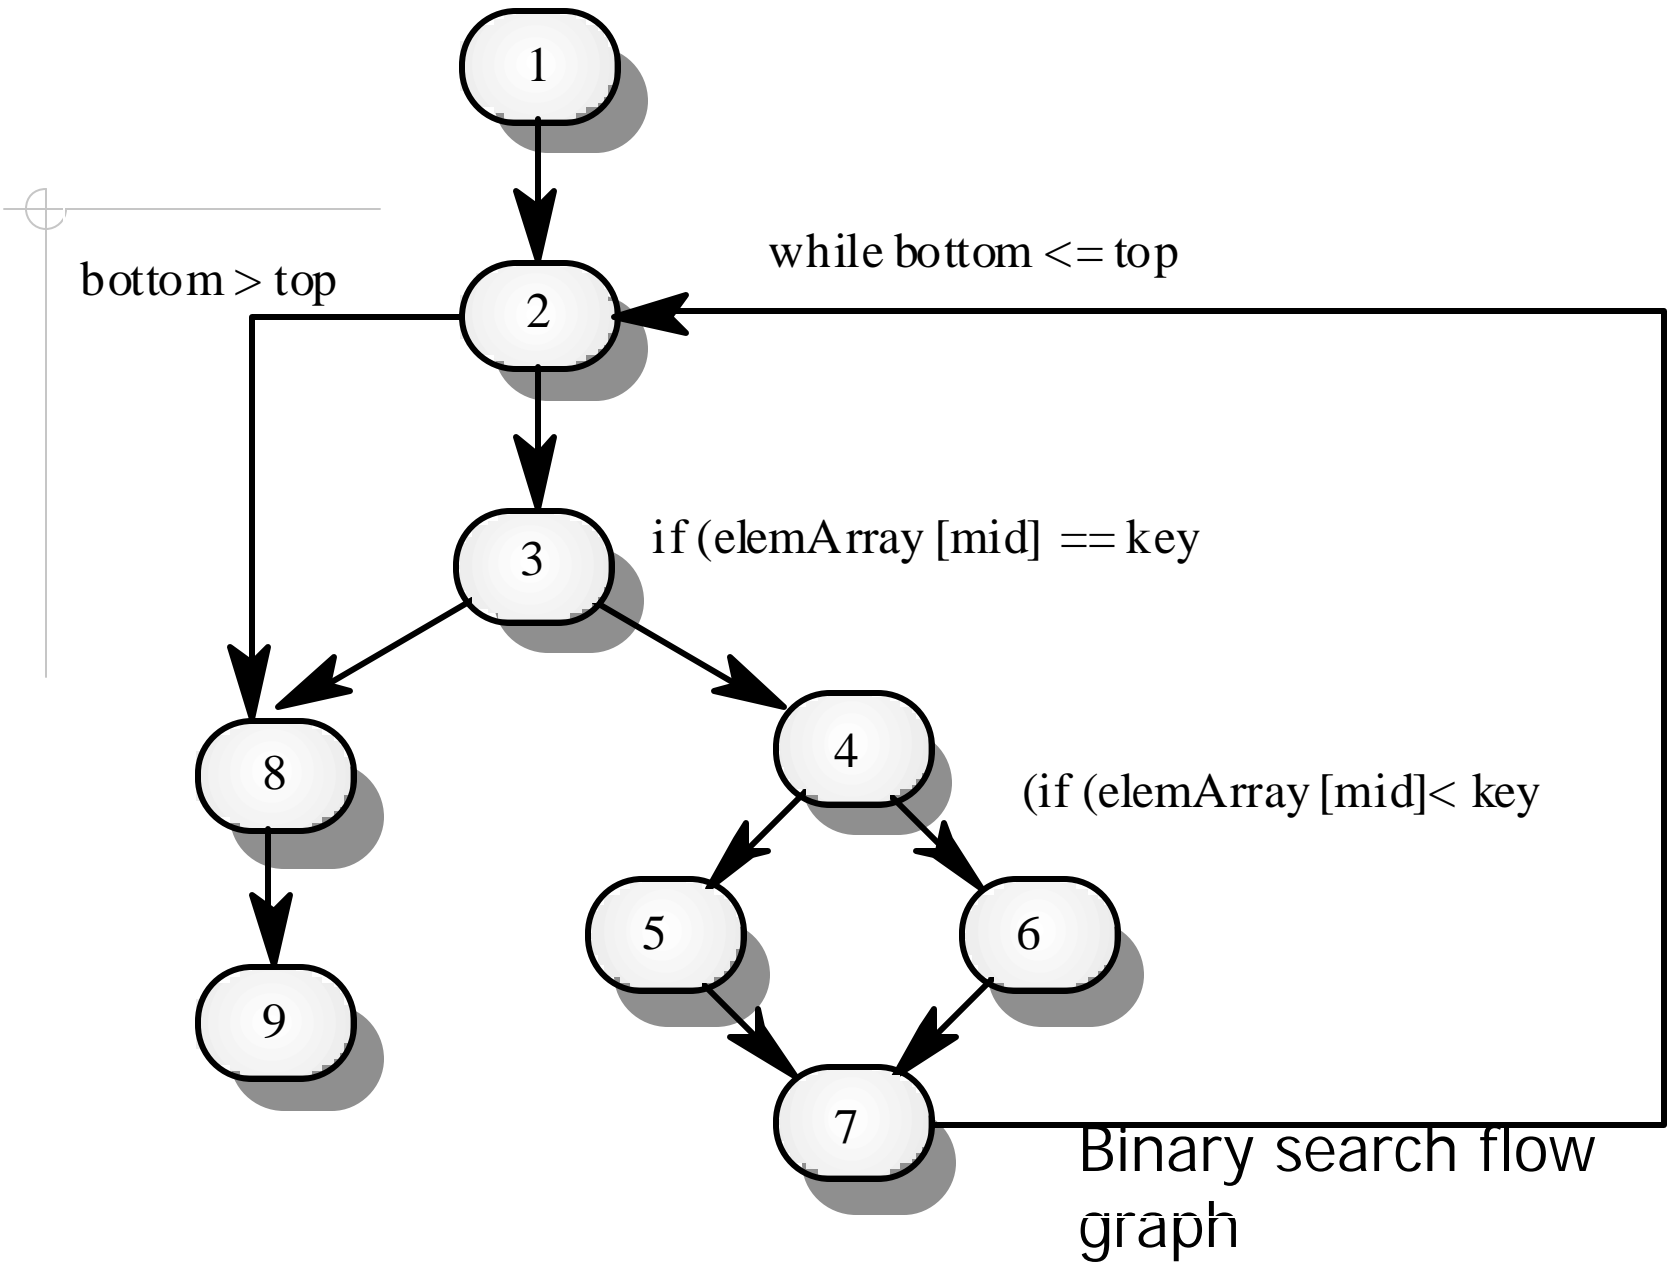 1
while bottom <= top
bottom > top
2
if (elemArray [mid] == key
3
4
8
(if (elemArray [mid]< key
5
6
9
7
Binary search flow
graph